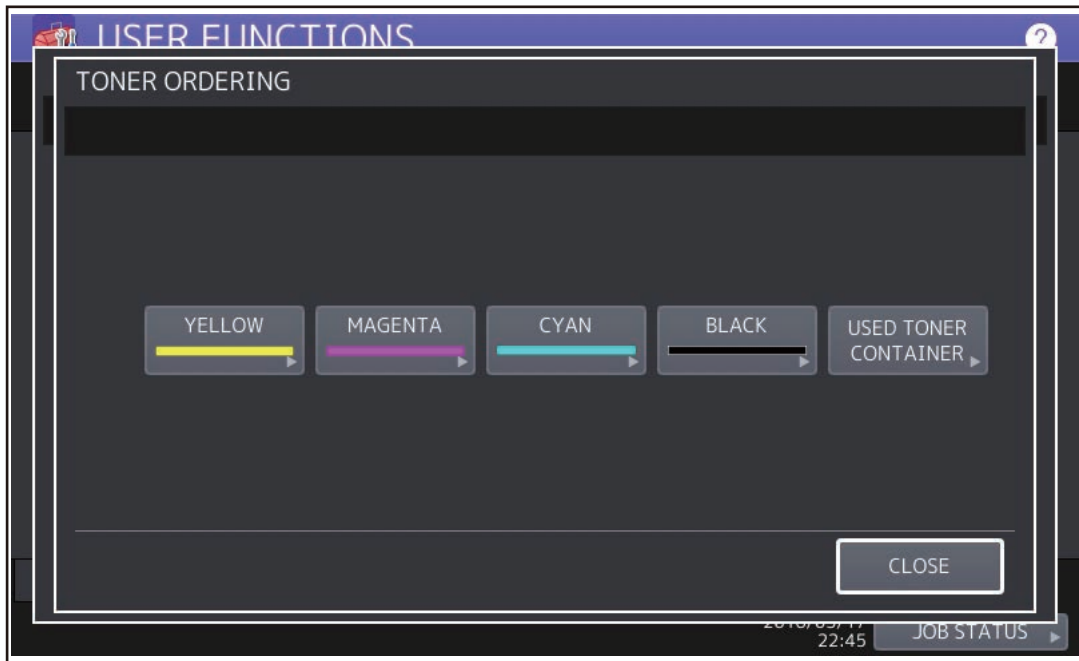 USER FUNCTIONS
?
TONER ORDERING
YELLOW
MAGENTA
CYAN
BLACK
USED TONER
CONTAINER
CLOSE
22:45
JOB STATUS